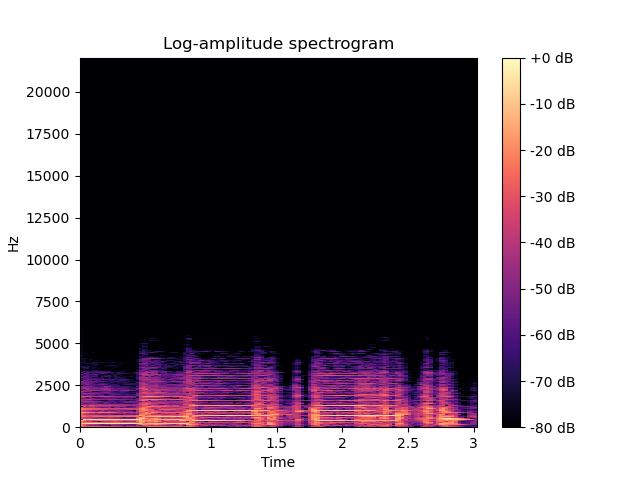 Log-amplitude spectrogram
Hz
20000
17500
15000
12500
10000
7500
5000
2500
0
0 0.5 1 1.5 2 2.5 3
Time
+0 dB
-10 dB
-20 dB
-30 dB
-40 dB
-50 dB
-60 dB
-70 dB
-80 dB